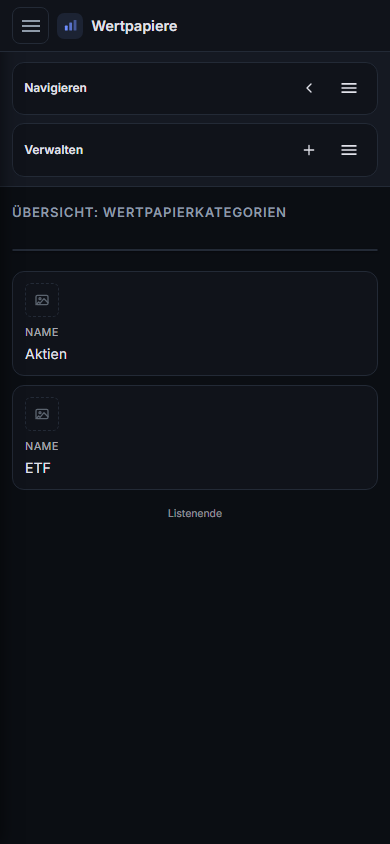 Wertpapiere
Navigieren
Verwalten
ÜBERSICHT: WERTPAPIERKATEGORIEN
NAME
Aktien
NAME
ETF
Listenende